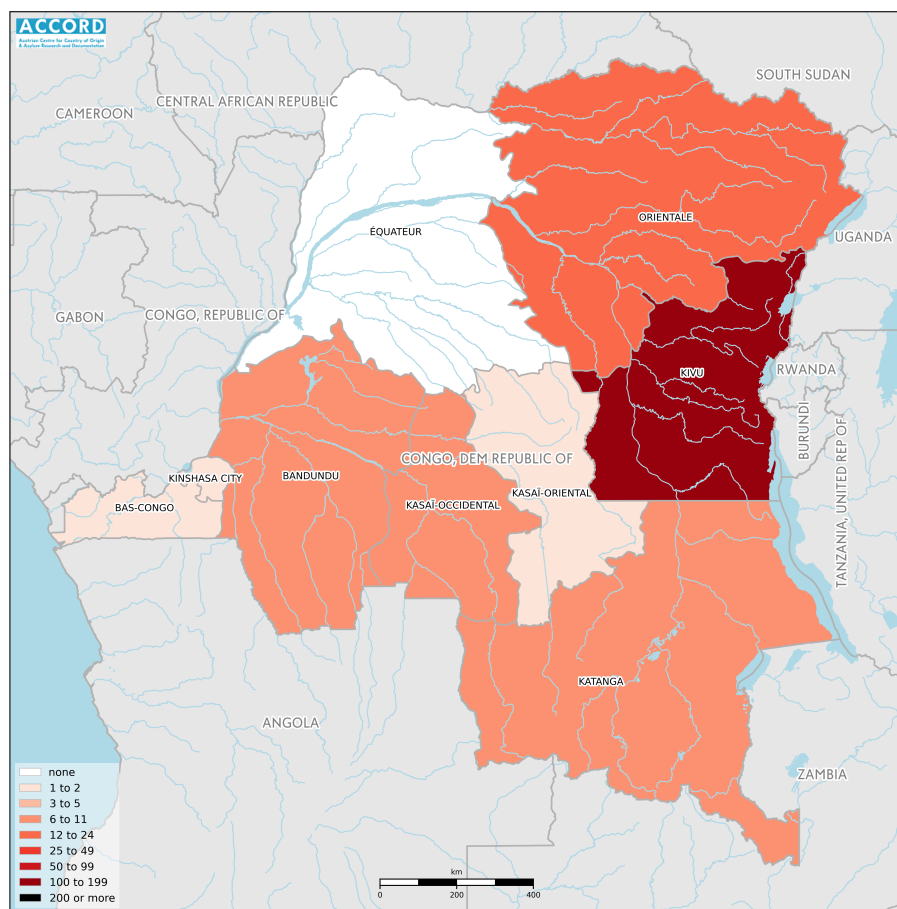 ACCORD
Austrian Centre for Country of Origin
& Asylum Research and Documentation
SOUTH SUDAN
CENTRAL AFRICAN REPUBLIC
CAMEROON
ORIENTALE
ÉQUATEUR
UGANDA
GABON
CONGO, REPUBLIC OF
KIVU
RWANDA
BURUNDI
CONGO, DEM REPUBLIC OF
TANZANIA, UNITED REP OF
KINSHASA CITY
BANDUNDU
KASAÏ-ORIENTAL
BAS-CONGO
KASAÏ-OCCIDENTAL
KATANGA
ANGOLA
ZAMBIA
none
1 to 2
3 to 5
6 to 11
12 to 24
25 to 49
50 to 99
100 to 199
200 or more
km
0 200 400